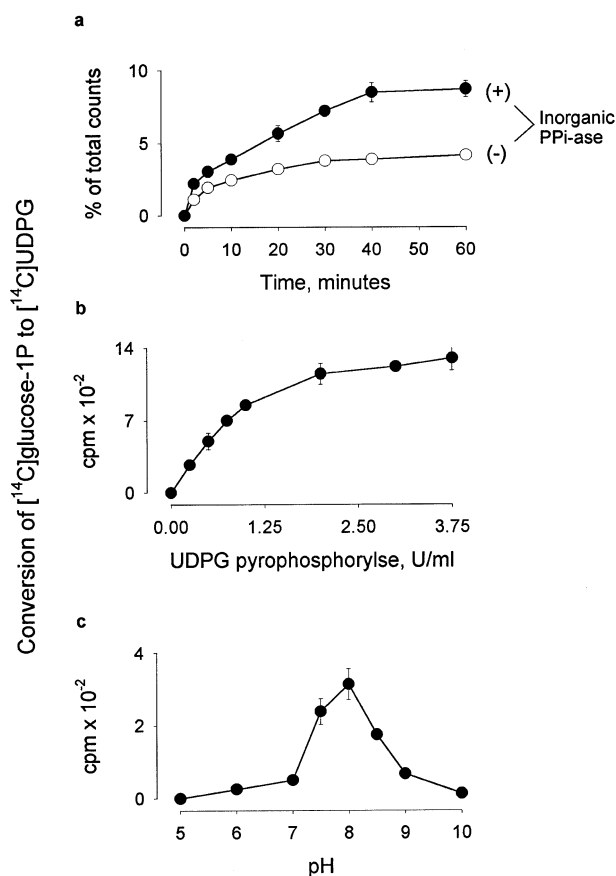 Conversion of [¹⁴C]glucose-1P to [¹⁴C]UDPG
a
% of total counts
10
5
0
(+)
(-)
Inorganic
PPi-ase
0 10 20 30 40 50 60
Time, minutes
b
cpm x 10⁻²
14
7
0
0.00 1.25 2.50 3.75
UDPG pyrophosphorylse, U/ml
c
cpm x 10⁻²
4
2
0
5 6 7 8 9 10
pH